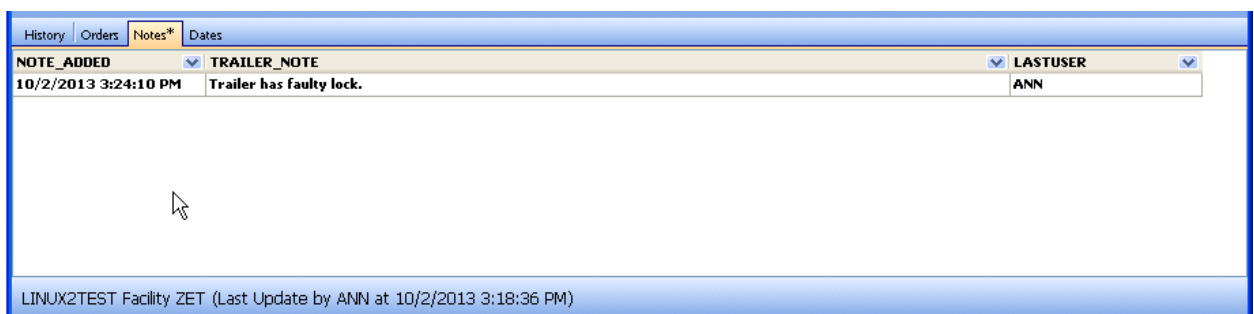 History Orders Notes* Dates
NOTE_ADDED TRAILER_NOTE LASTUSER
10/2/2013 3:24:10 PM Trailer has faulty lock. ANN
LINUX2TEST Facility ZET (Last Update by ANN at 10/2/2013 3:18:36 PM)